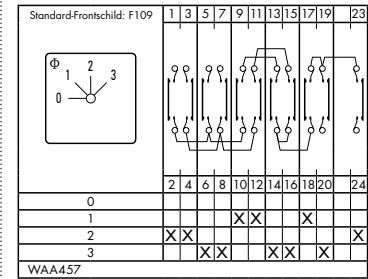 Standard-Frontschild: F109 1 3 5 7 9 11 13 15 17 19 23
Φ
1 2 3
0
2 4 6 8 10 12 14 16 18 20 24
0
1 X X X
2 X X X
3 X X X X X
WAA457